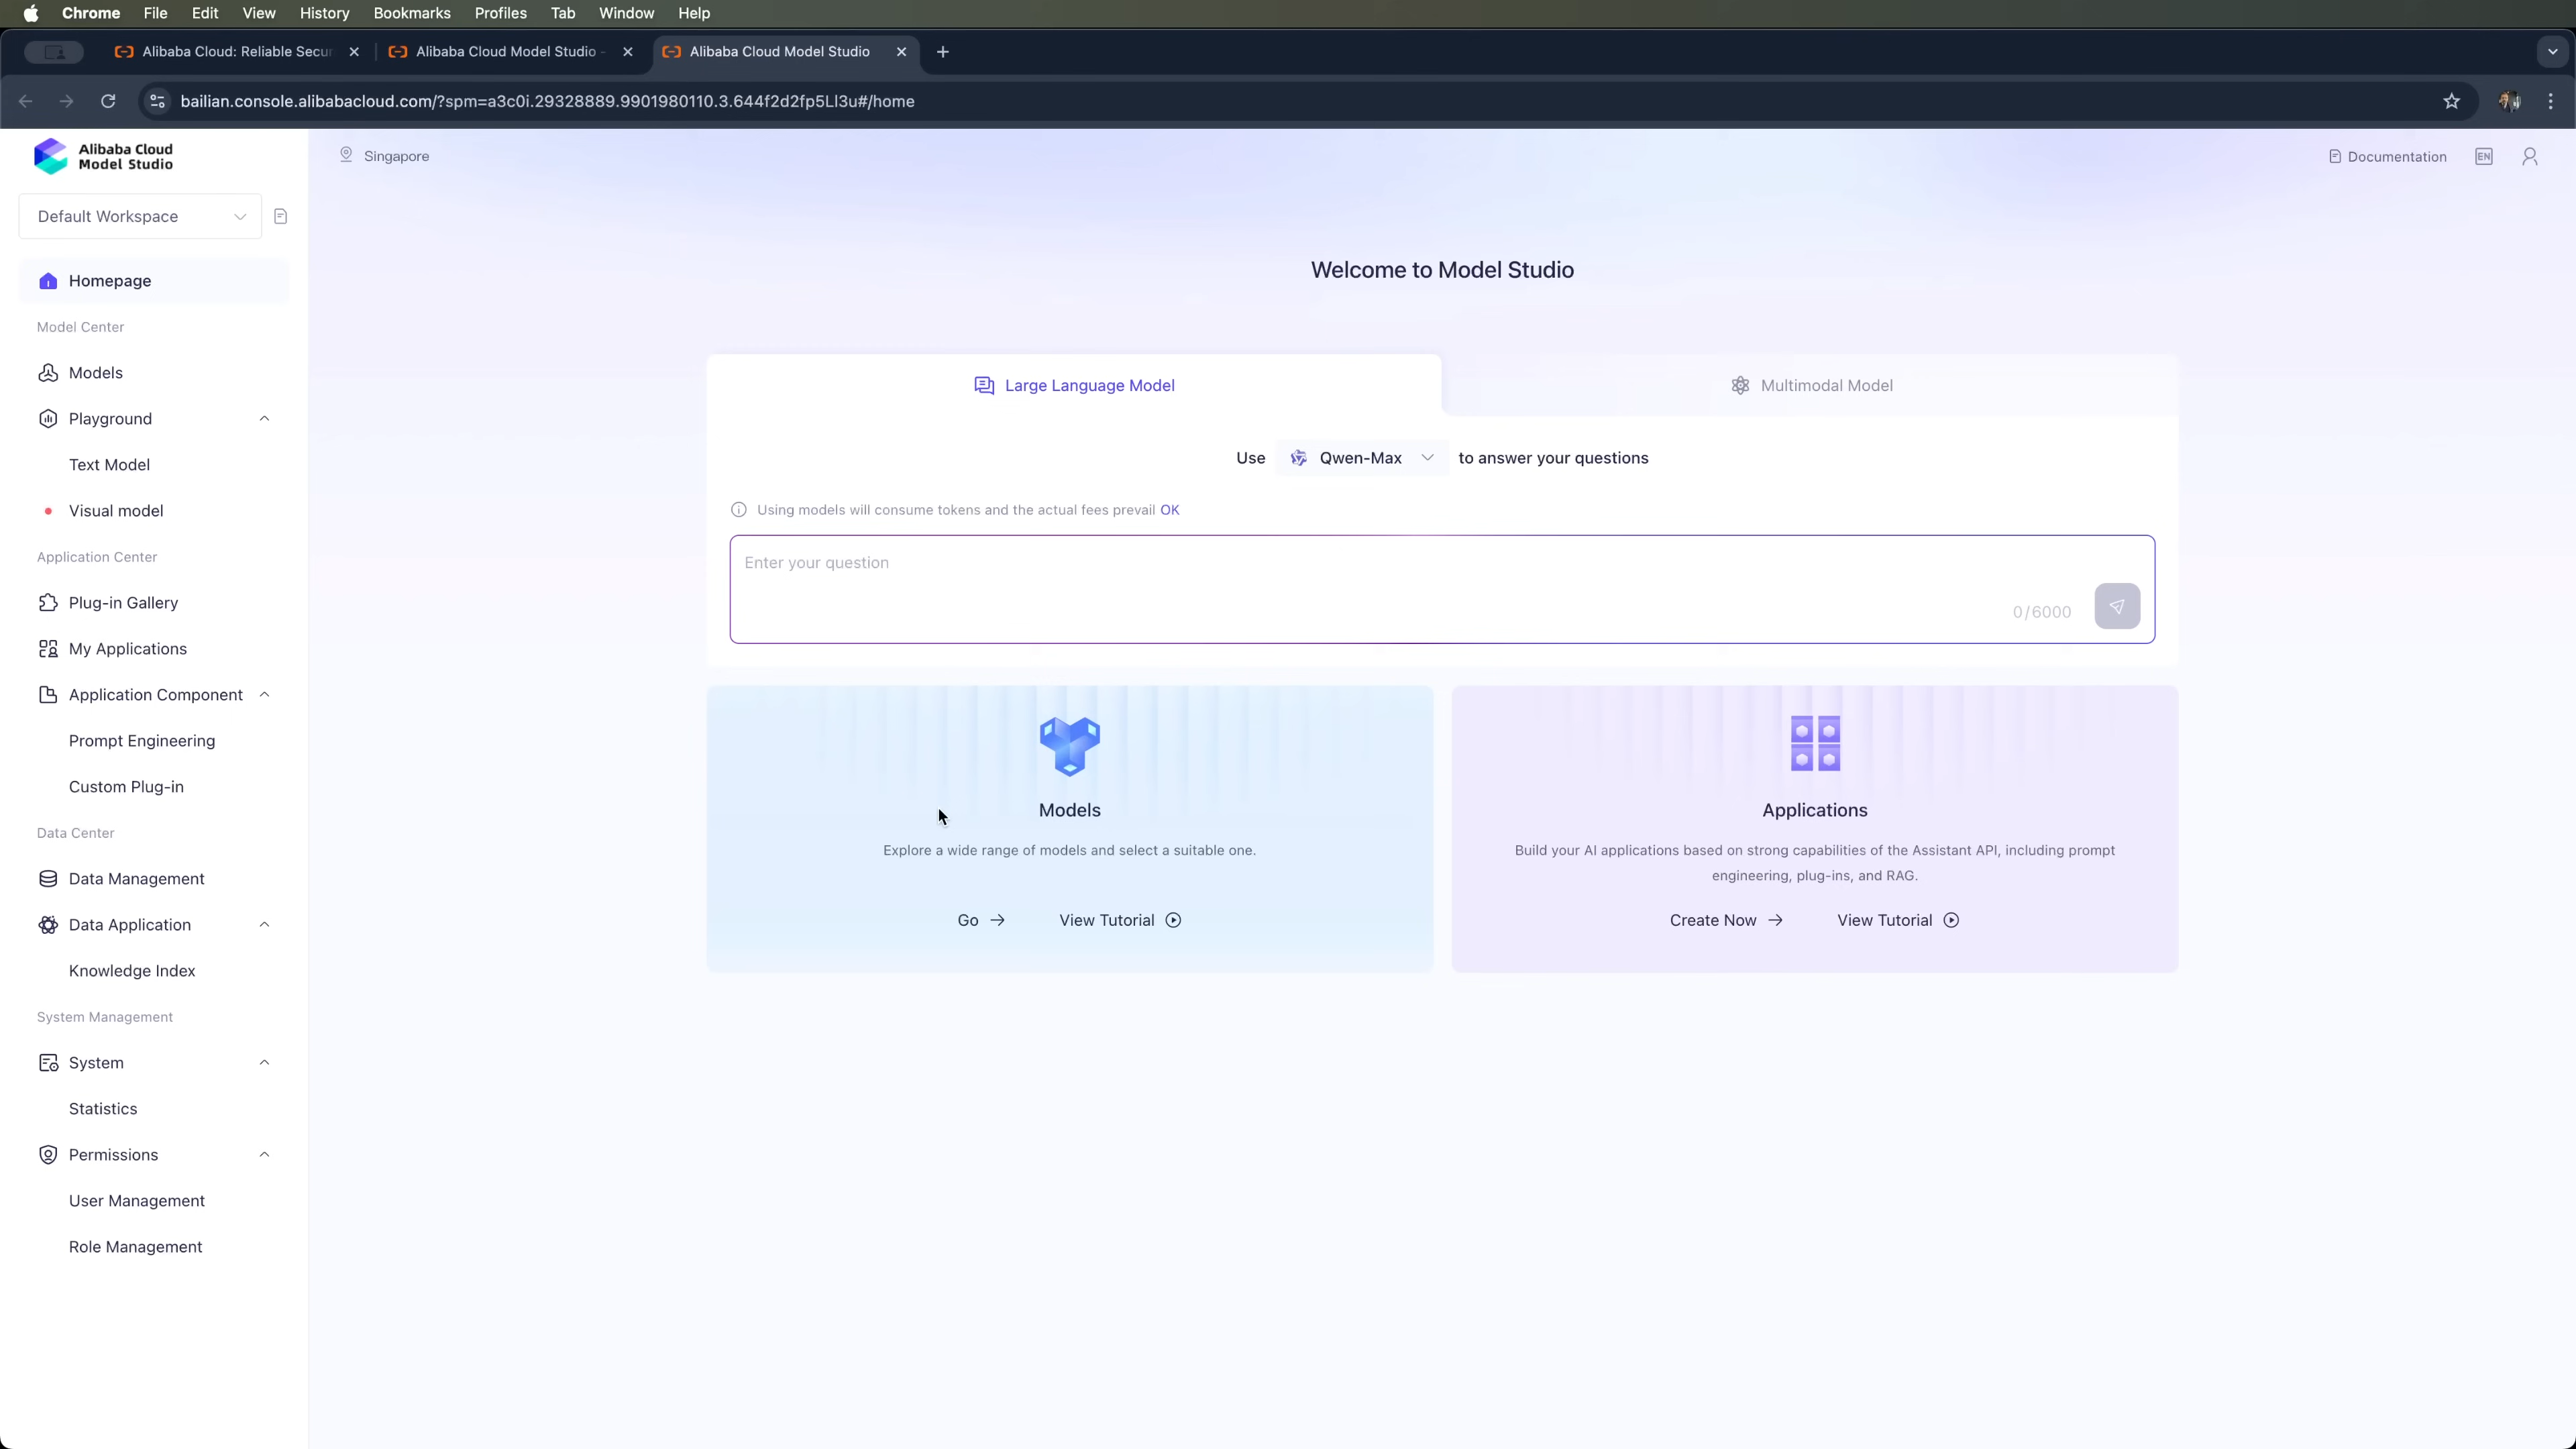 Chrome File Edit View History Bookmarks Profiles Tab Window Help
Alibaba Cloud: Reliable Secur
Alibaba Cloud Model Studio -
Alibaba Cloud Model Studio
bailian.console.alibabacloud.com/?spm=a3c0i.29328889.9901980110.3.644f2d2fp5Ll3u#/home
Alibaba Cloud
Model Studio
Singapore
Documentation
EN
Default Workspace
Homepage
Model Center
Models
Playground
Text Model
Visual model
Application Center
Plug-in Gallery
My Applications
Application Component
Prompt Engineering
Custom Plug-in
Data Center
Data Management
Data Application
Knowledge Index
System Management
System
Statistics
Permissions
User Management
Role Management
Welcome to Model Studio
Large Language Model
Multimodal Model
Use Qwen-Max to answer your questions
Using models will consume tokens and the actual fees prevail OK
Enter your question
0/6000
Models
Explore a wide range of models and select a suitable one.
Go
View Tutorial
Applications
Build your AI applications based on strong capabilities of the Assistant API, including prompt
engineering, plug-ins, and RAG.
Create Now
View Tutorial